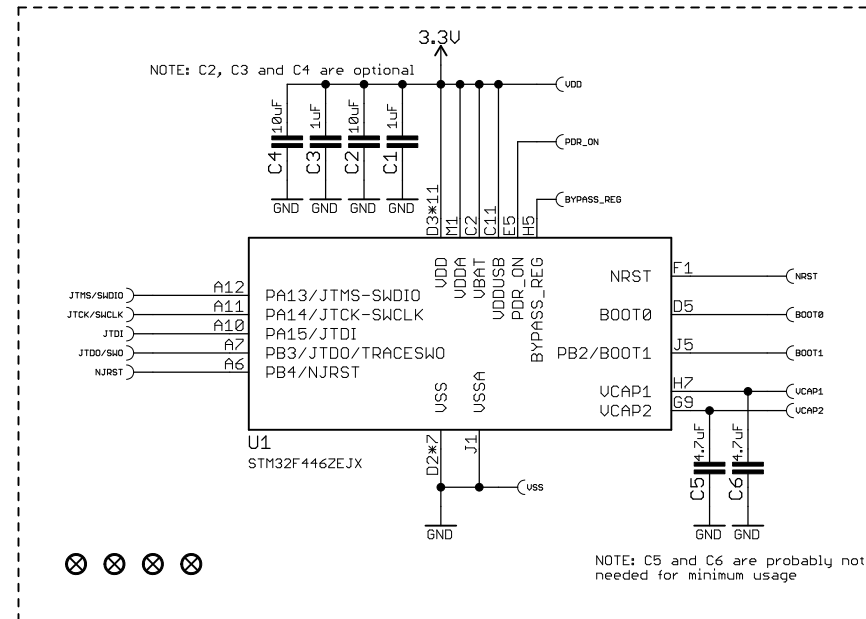 3.3V
NOTE: C2, C3 and C4 are optional
VDD
C4 10uF
C3 1uF
C2 10uF
C1 1uF
PDR_ON
BYPASS_REG
GND GND GND GND
D3*11
M1
C2
C11
E5
H5
VDD
VDDA
VBAT
VDDUSB
PDR_ON
BYPASS_REG
JTMS/SWDIO A12 PA13/JTMS-SWDIO
JTCK/SWCLK A11 PA14/JTCK-SWCLK
JTDI A10 PA15/JTDI
JTDO/SWO A7 PB3/JTDO/TRACESWO
NJRST A6 PB4/NJRST
NRST F1 NRST
BOOT0 D5 BOOT0
PB2/BOOT1 J5 BOOT1
VCAP1 H7 VCAP1
VCAP2 G9 VCAP2
VSS
VSSA
U1
STM32F446ZEJX
D2*7
J1
VSS
GND
C5 4.7uF
C6 4.7uF
GND GND
NOTE: C5 and C6 are probably not
needed for minimum usage